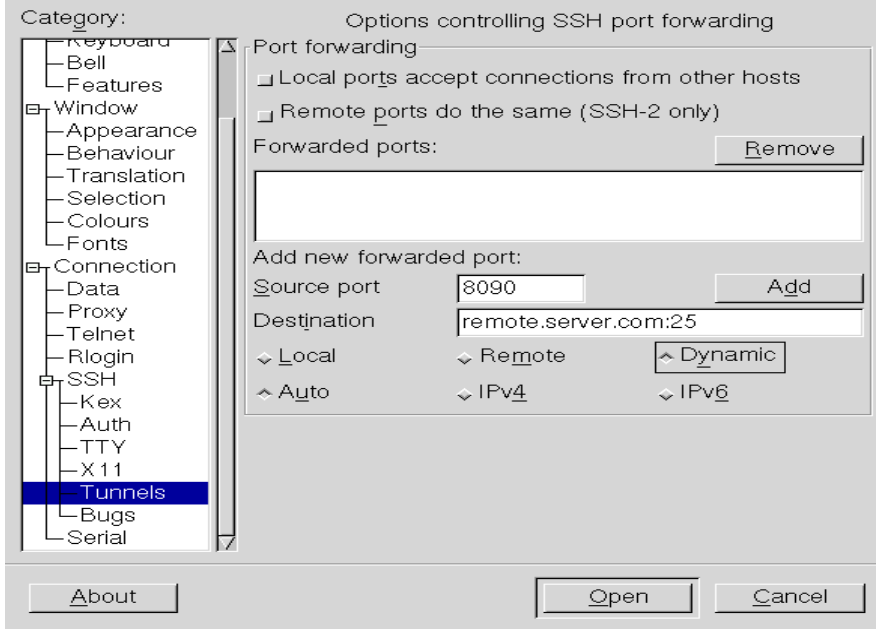 Category:
Keyboard
Bell
Features
Window
Appearance
Behaviour
Translation
Selection
Colours
Fonts
Connection
Data
Proxy
Telnet
Rlogin
SSH
Kex
Auth
TTY
X11
Tunnels
Bugs
Serial
Options controlling SSH port forwarding
Port forwarding
Local ports accept connections from other hosts
Remote ports do the same (SSH-2 only)
Forwarded ports: Remove
Add new forwarded port:
Source port 8090 Add
Destination remote.server.com:25
Local Remote Dynamic
Auto IPv4 IPv6
About Open Cancel